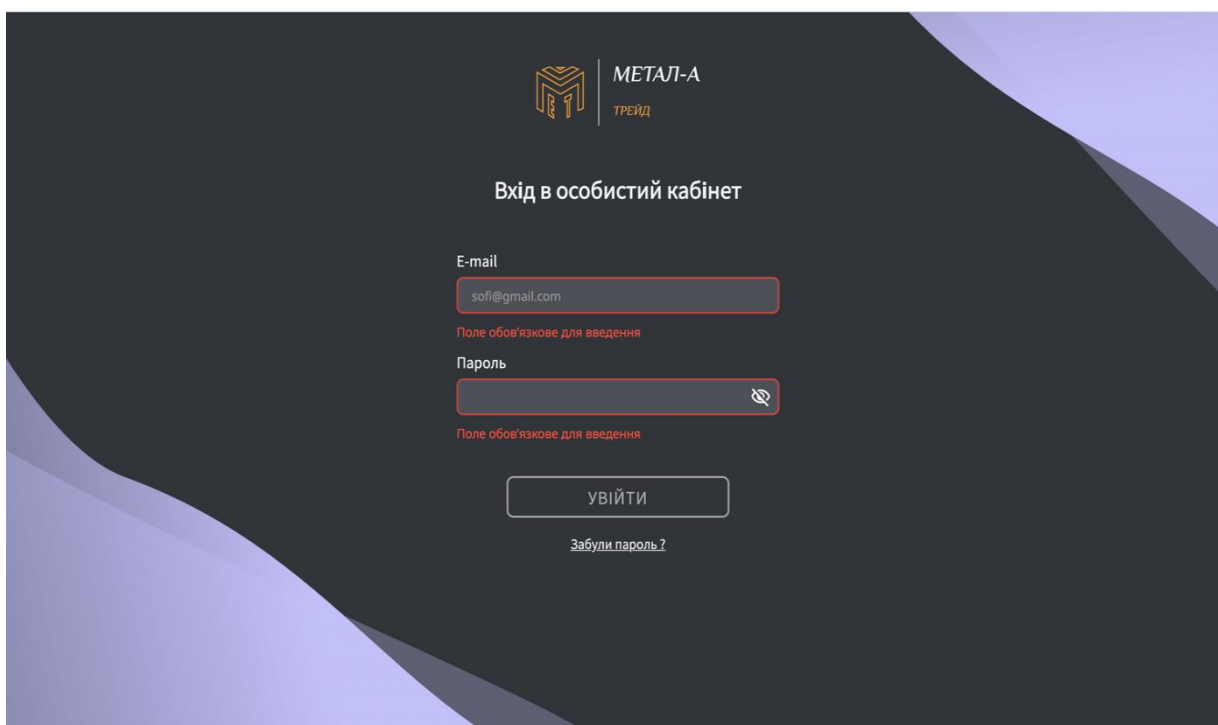 МЕТАЛ-А
ТРЕЙД
Вхід в особистий кабінет
E-mail
sofi@gmail.com
Поле обов'язкове для введення
Пароль
Поле обов'язкове для введення
УВІЙТИ
Забули пароль ?